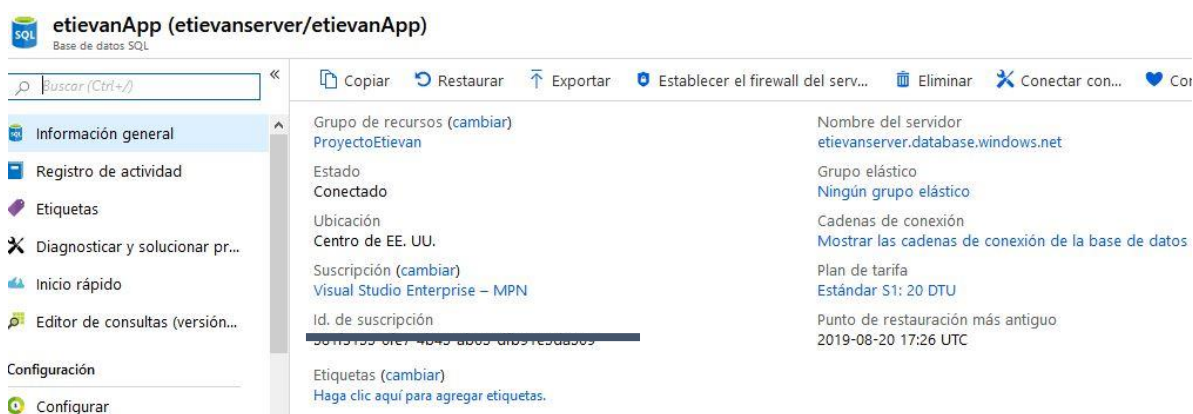 etievanApp (etievanserver/etievanApp)
Base de datos SQL
Buscar (Ctrl+/)
«
Información general
Registro de actividad
Etiquetas
Diagnosticar y solucionar pr...
Inicio rápido
Editor de consultas (versión...
Configuración
Configurar
Copiar Restaurar Exportar Establecer el firewall del serv... Eliminar Conectar con...
Grupo de recursos (cambiar)
ProyectoEtievan
Estado
Conectado
Ubicación
Centro de EE. UU.
Suscripción (cambiar)
Visual Studio Enterprise – MPN
Id. de suscripción
Etiquetas (cambiar)
Haga clic aquí para agregar etiquetas.
Nombre del servidor
etievanserver.database.windows.net
Grupo elástico
Ningún grupo elástico
Cadenas de conexión
Mostrar las cadenas de conexión de la base de datos
Plan de tarifa
Estándar S1: 20 DTU
Punto de restauración más antiguo
2019-08-20 17:26 UTC